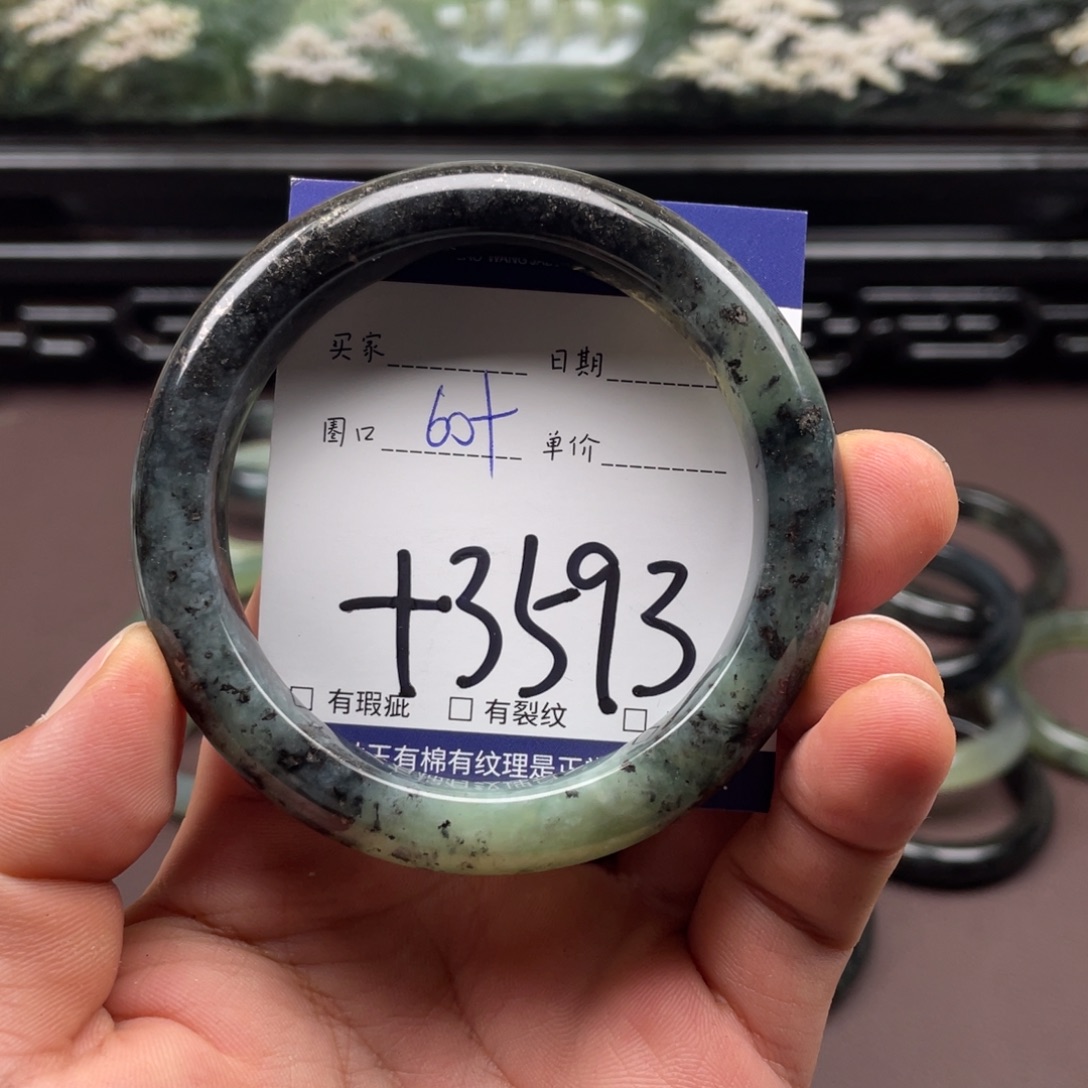 买家 日期
圈口 60+ 单价
+3593
□ 有瑕疵 □ 有裂纹 □
有棉有纹理是正